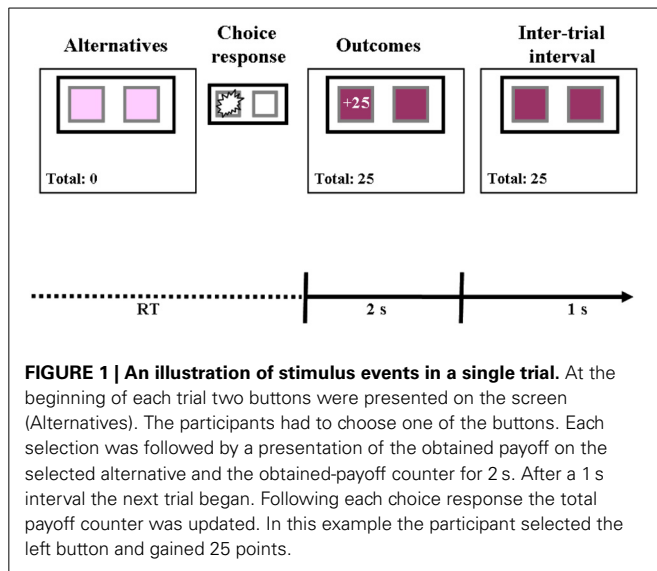 Alternatives
Choice
response
Outcomes
Inter-trial
interval
+25
Total: 0
Total: 25
Total: 25
RT
2 s
1 s
FIGURE 1 | An illustration of stimulus events in a single trial. At the
beginning of each trial two buttons were presented on the screen
(Alternatives). The participants had to choose one of the buttons. Each
selection was followed by a presentation of the obtained payoff on the
selected alternative and the obtained-payoff counter for 2 s. After a 1 s
interval the next trial began. Following each choice response the total
payoff counter was updated. In this example the participant selected the
left button and gained 25 points.